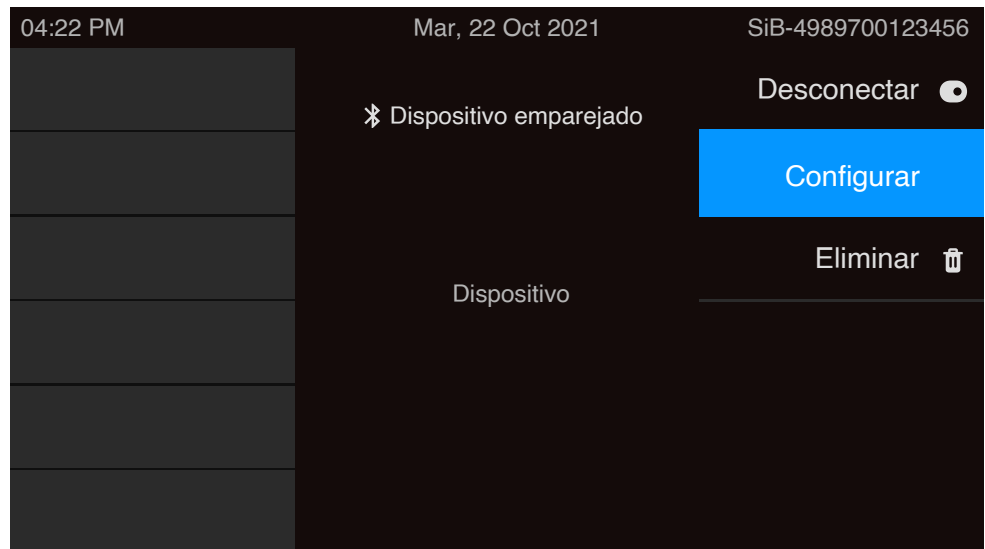 04:22 PM Mar, 22 Oct 2021 SiB-4989700123456
Desconectar
Dispositivo emparejado
Configurar
Eliminar
Dispositivo